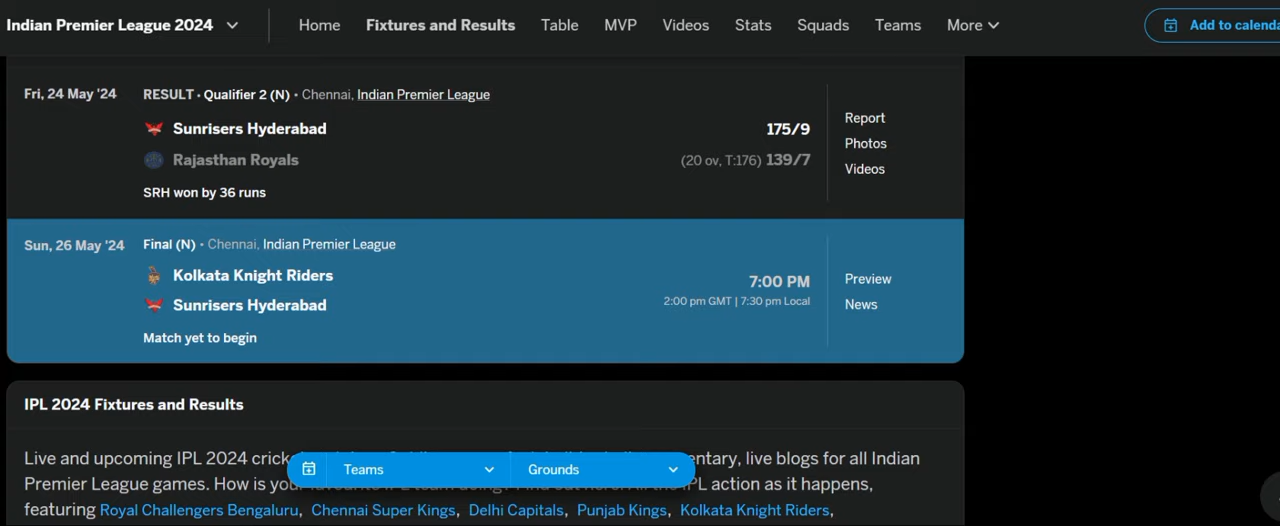 Indian Premier League 2024
Home Fixtures and Results Table MVP Videos Stats Squads Teams More
Add to
Fri, 24 May '24
RESULT • Qualifier 2 (N) • Chennai, Indian Premier League
Sunrisers Hyderabad 175/9
Rajasthan Royals (20 ov, T:176) 139/7
SRH won by 36 runs
Report
Photos
Videos
Sun, 26 May '24
Final (N) • Chennai, Indian Premier League
Kolkata Knight Riders
Sunrisers Hyderabad
Match yet to begin
7:00 PM
2:00 pm GMT | 7:30 pm Local
Preview
News
IPL 2024 Fixtures and Results
Live and upcoming IPL 2024 live blogs for all Indian
Teams Grounds
Premier League games. How is action as it happens,
featuring Royal Challengers Bengaluru, Chennai Super Kings, Delhi Capitals, Punjab Kings, Kolkata Knight Riders,